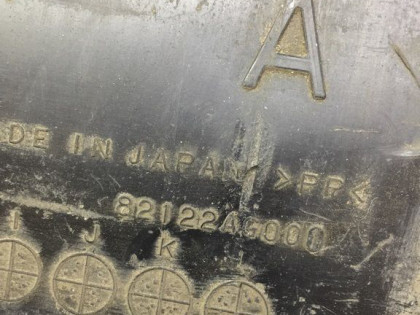 A
DE IN JAPAN >PP<
82122AG000
I J K L